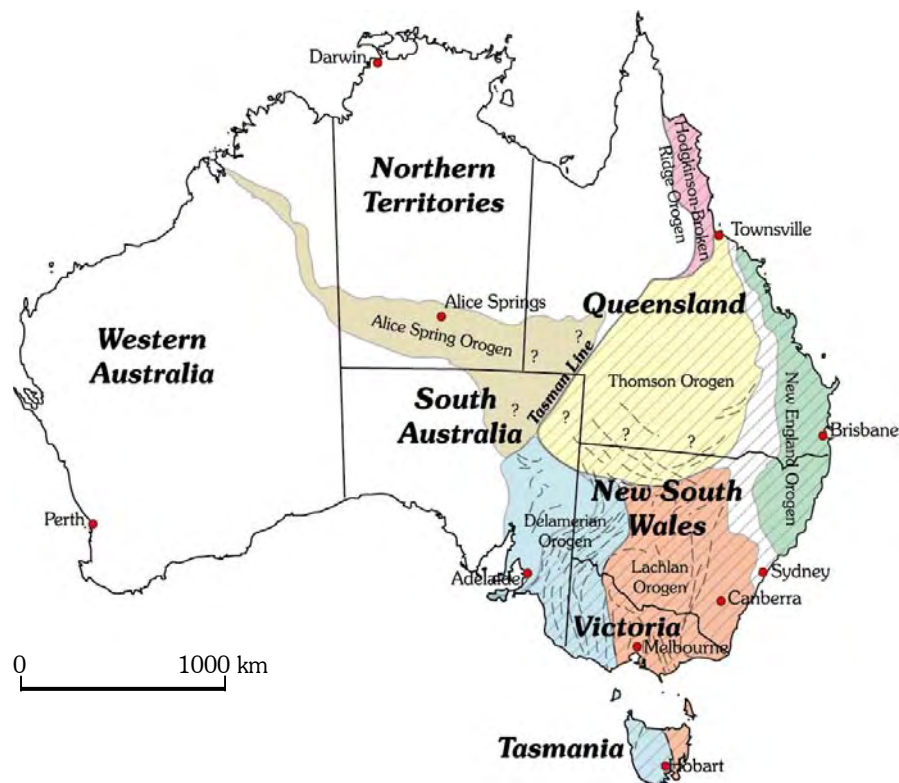 Darwin
Hodgkinson-Broken
Ridge Orogen
Northern
Territories
Townsville
Alice Springs
Queensland
Western
Australia
Alice Spring Orogen
?
?
Tasman Line
Thomson Orogen
New England Orogen
South
Australia
?
?
?
?
Brisbane
New South
Wales
Perth
Delamerian
Orogen
Lachlan
Orogen
Adelaide
Sydney
Canberra
Victoria
Melbourne
0
1000 km
Tasmania
Hobart